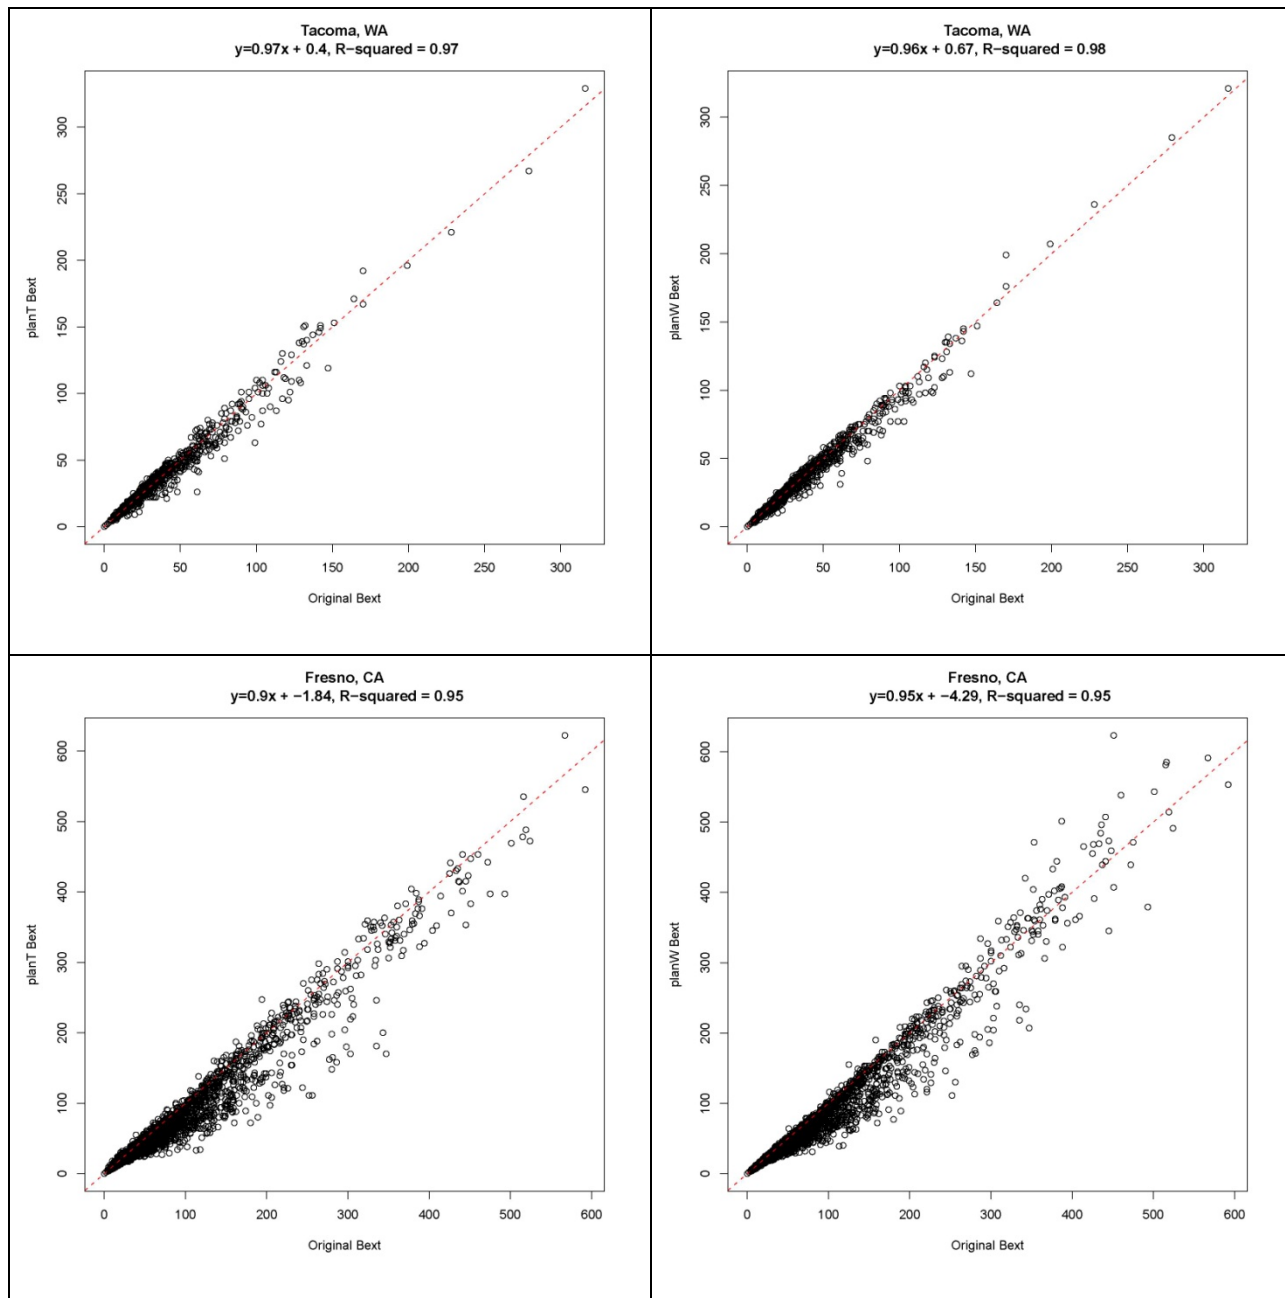 Tacoma, WA
y=0.97x + 0.4, R−squared = 0.97
300
250
200
150
100
50
0
planT Bext
0 50 100 150 200 250 300
Original Bext
Tacoma, WA
y=0.96x + 0.67, R−squared = 0.98
300
250
200
150
100
50
0
planW Bext
0 50 100 150 200 250 300
Original Bext
Fresno, CA
y=0.9x + −1.84, R−squared = 0.95
600
500
400
300
200
100
0
planT Bext
0 100 200 300 400 500 600
Original Bext
Fresno, CA
y=0.95x + −4.29, R−squared = 0.95
600
500
400
300
200
100
0
planW Bext
0 100 200 300 400 500 600
Original Bext